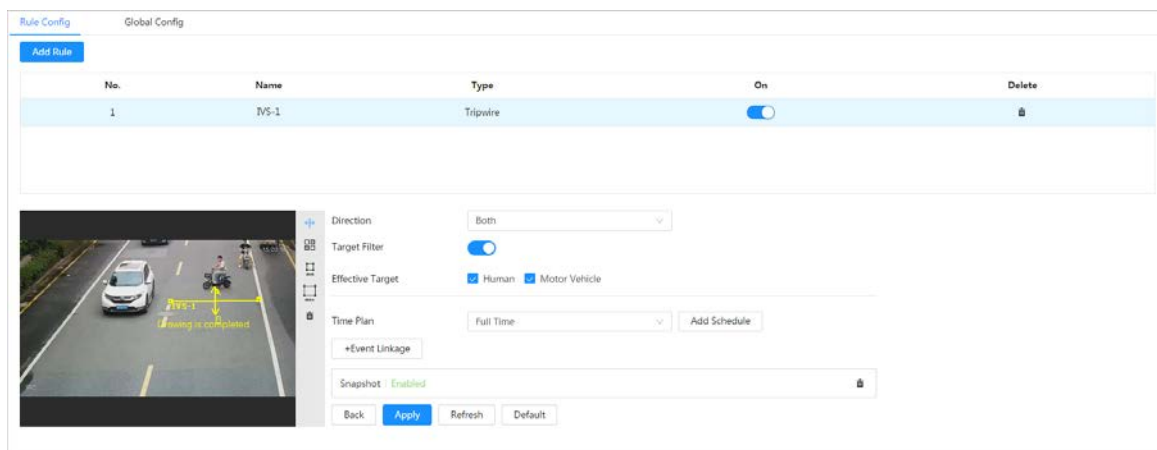 Rule Config Global Config
Add Rule
No. Name Type On Delete
1 IVS-1 Tripwire
Direction Both
Target Filter
Effective Target Human Motor Vehicle
IVS-1
Drawing is completed
Time Plan Full Time Add Schedule
+Event Linkage
Snapshot Enabled
Back Apply Refresh Default